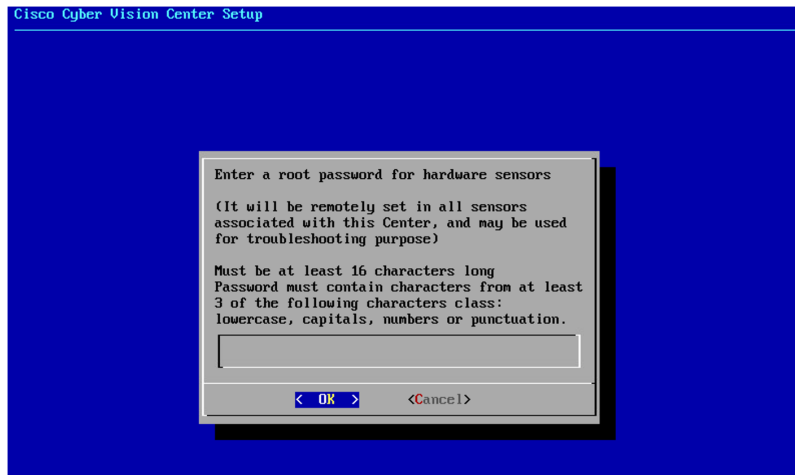 Cisco Cyber Vision Center Setup
Enter a root password for hardware sensors
(It will be remotely set in all sensors
associated with this Center, and may be used
for troubleshooting purpose)
Must be at least 16 characters long
Password must contain characters from at least
3 of the following characters class:
lowercase, capitals, numbers or punctuation.
< OK > <Cancel>